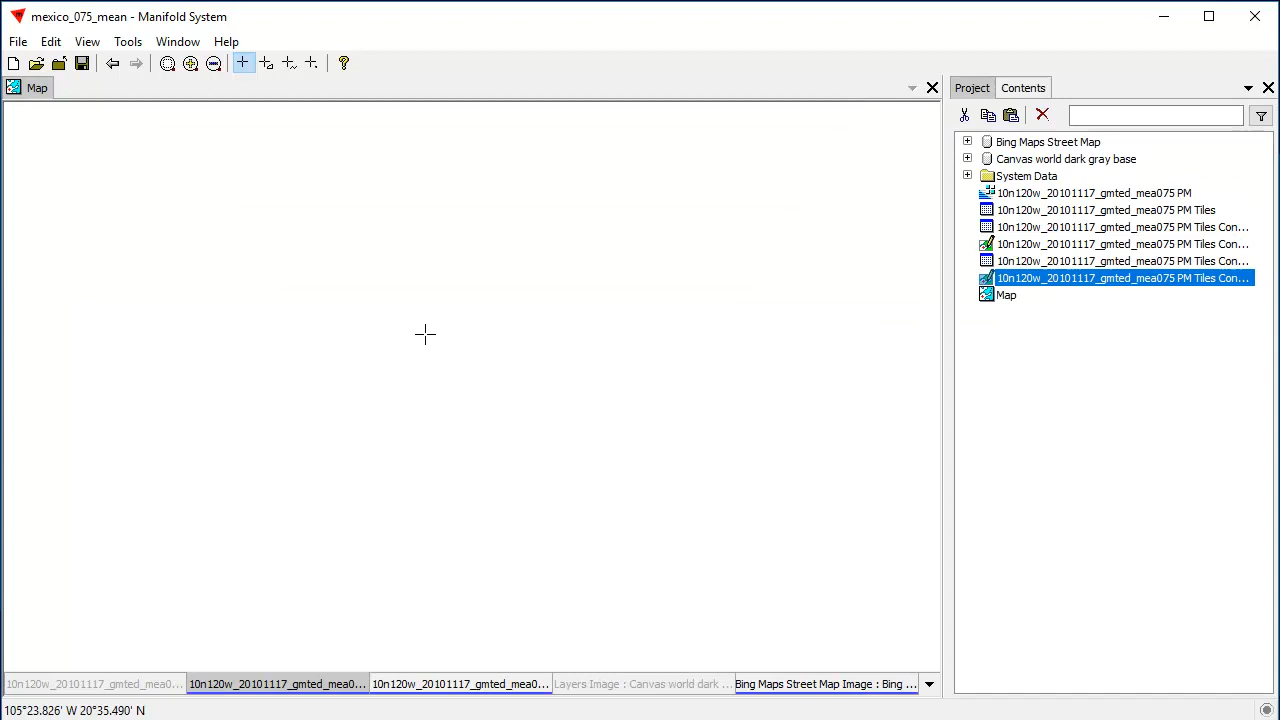 mexico_075_mean - Manifold System
File Edit View Tools Window Help
Map
Project Contents
Bing Maps Street Map
Canvas world dark gray base
System Data
10n120w_20101117_gmted_mea075 PM
10n120w_20101117_gmted_mea075 PM Tiles
10n120w_20101117_gmted_mea075 PM Tiles Con...
10n120w_20101117_gmted_mea075 PM Tiles Con...
10n120w_20101117_gmted_mea075 PM Tiles Con...
10n120w_20101117_gmted_mea075 PM Tiles Con...
Map
10n120w_20101117_gmted_mea0... 10n120w_20101117_gmted_mea0... 10n120w_20101117_gmted_mea0... Layers Image : Canvas world dark ... Bing Maps Street Map Image : Bing ...
105°23.826' W 20°35.490' N